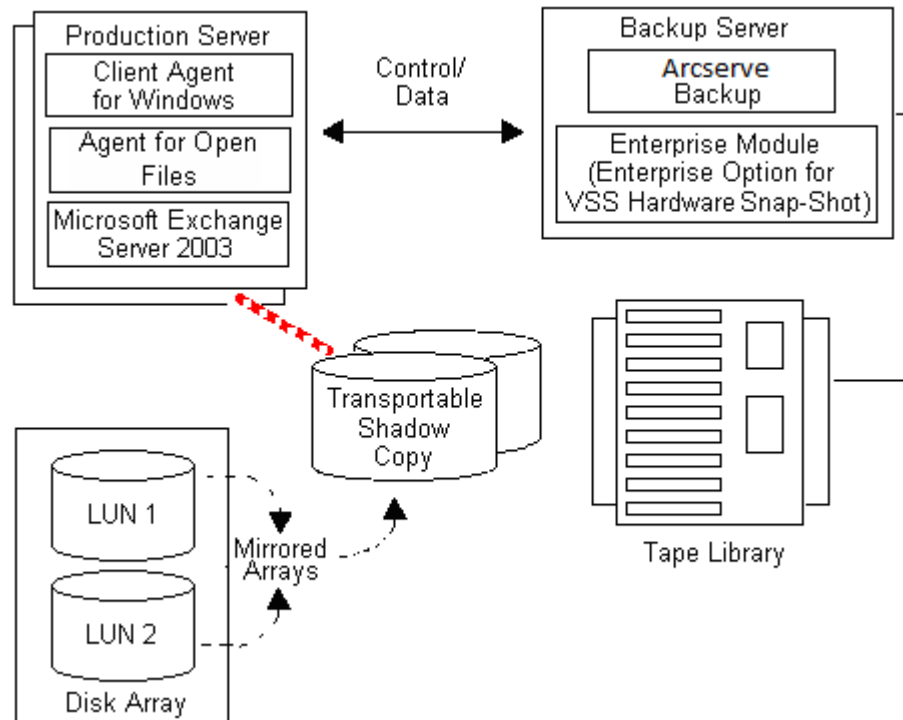 Production Server
Client Agent
for Windows
Agent for Open
Files
Microsoft Exchange
Server 2003
Control/
Data
Backup Server
Arcserve
Backup
Enterprise Module
(Enterprise Option for
VSS Hardware Snap-Shot)
Transportable
Shadow
Copy
LUN 1
LUN 2
Mirrored
Arrays
Disk Array
Tape Library